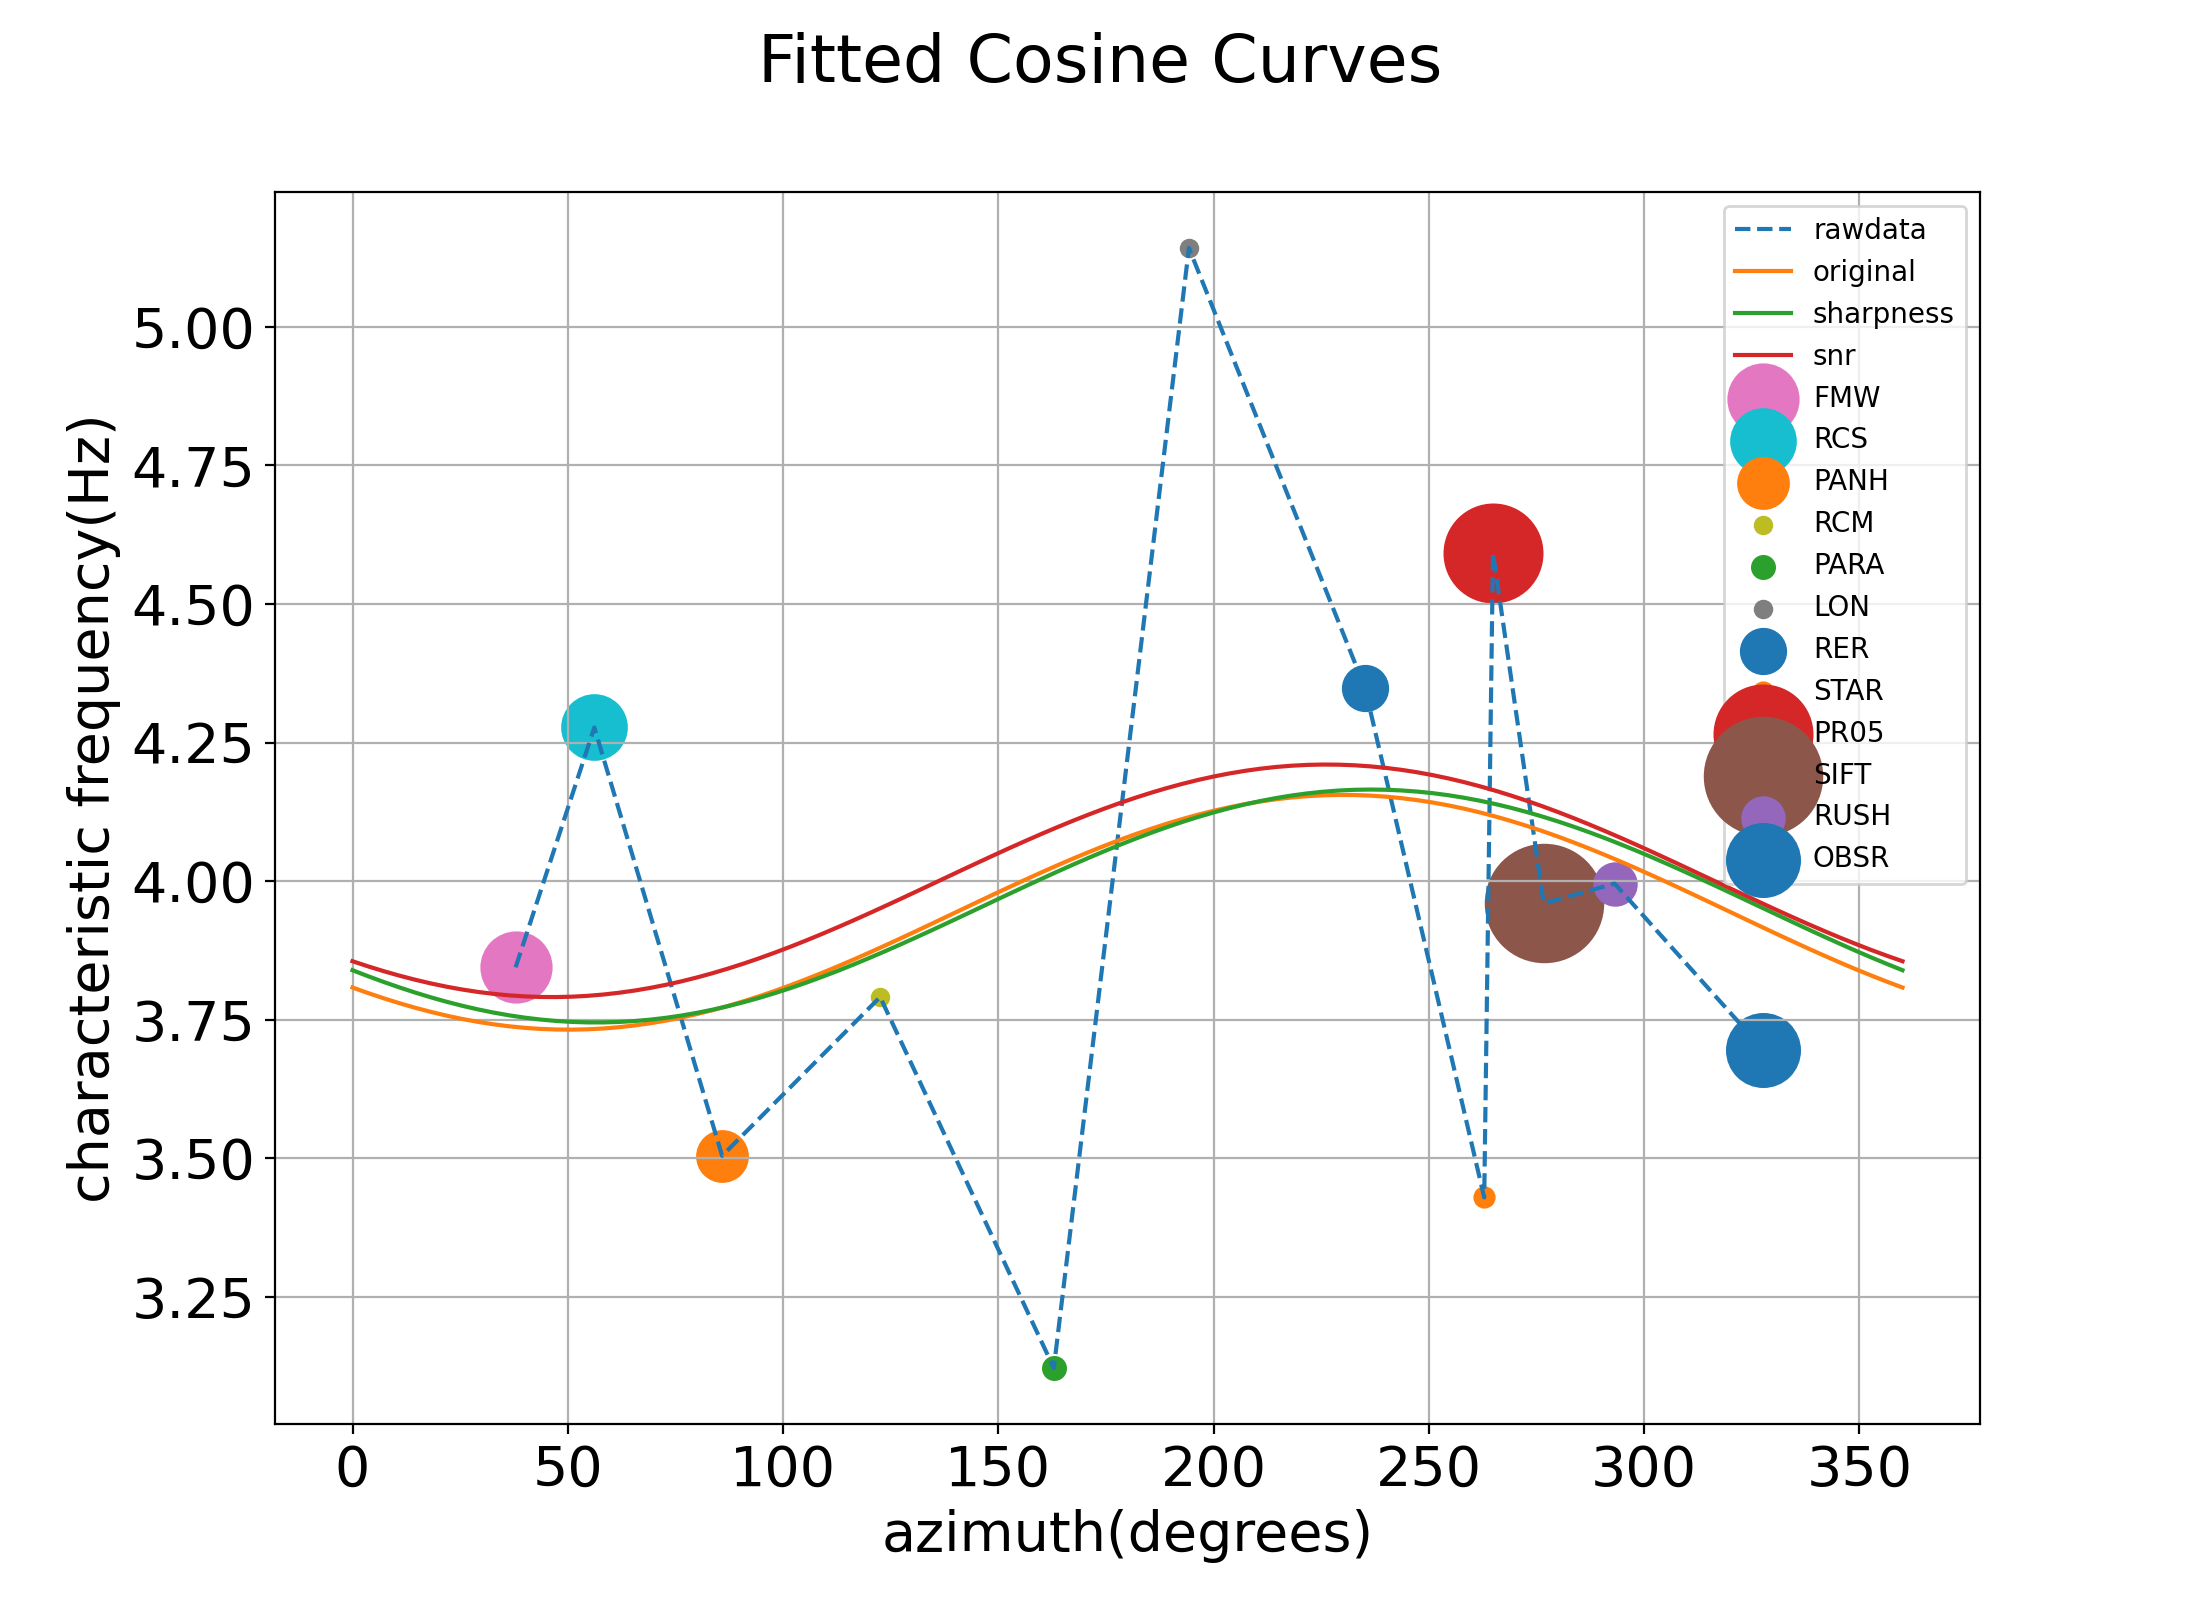 Fitted Cosine Curves
characteristic frequency(Hz)
5.00
4.75
4.50
4.25
4.00
3.75
3.50
3.25
rawdata
original
sharpness
snr
FMW
RCS
PANH
RCM
PARA
LON
RER
STAR
PR05
SIFT
RUSH
OBSR
0 50 100 150 200 250 300 350
azimuth(degrees)